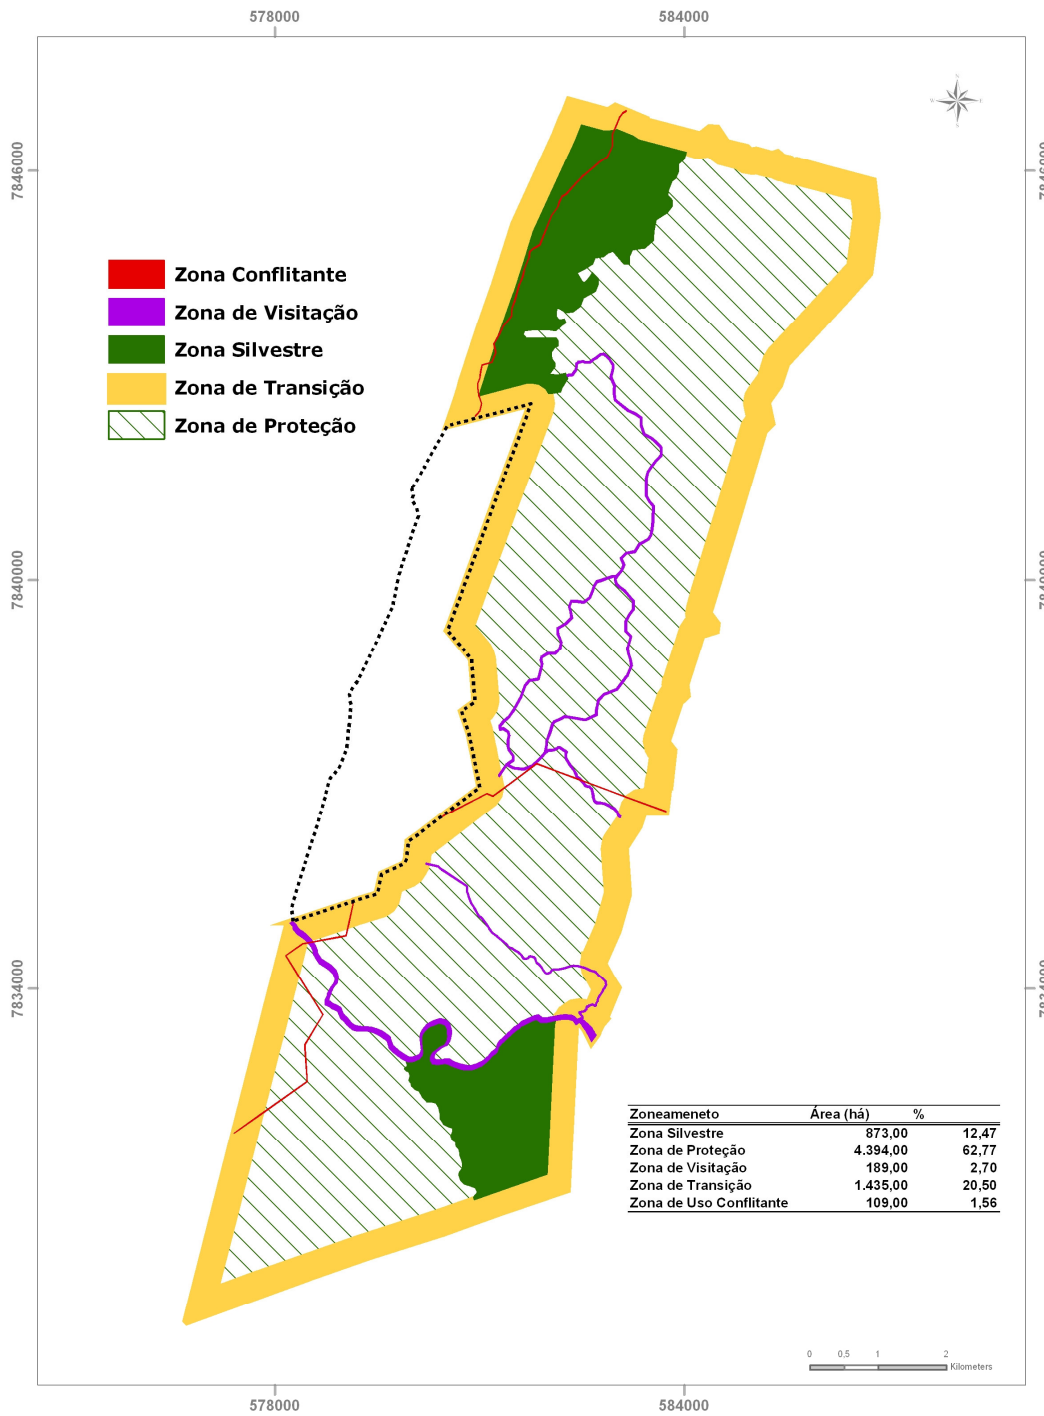 578000
584000
7846000
7846000
Zona Conflitante
Zona de Visitação
Zona Silvestre
Zona de Transição
Zona de Proteção
7840000
7840000
7834000
7834000
Zoneameneto Área (há) %
Zona Silvestre 873,00 12,47
Zona de Proteção 4.394,00 62,77
Zona de Visitação 189,00 2,70
Zona de Transição 1.435,00 20,50
Zona de Uso Conflitante 109,00 1,56
0 0,5 1 2
Kilometers
578000
584000